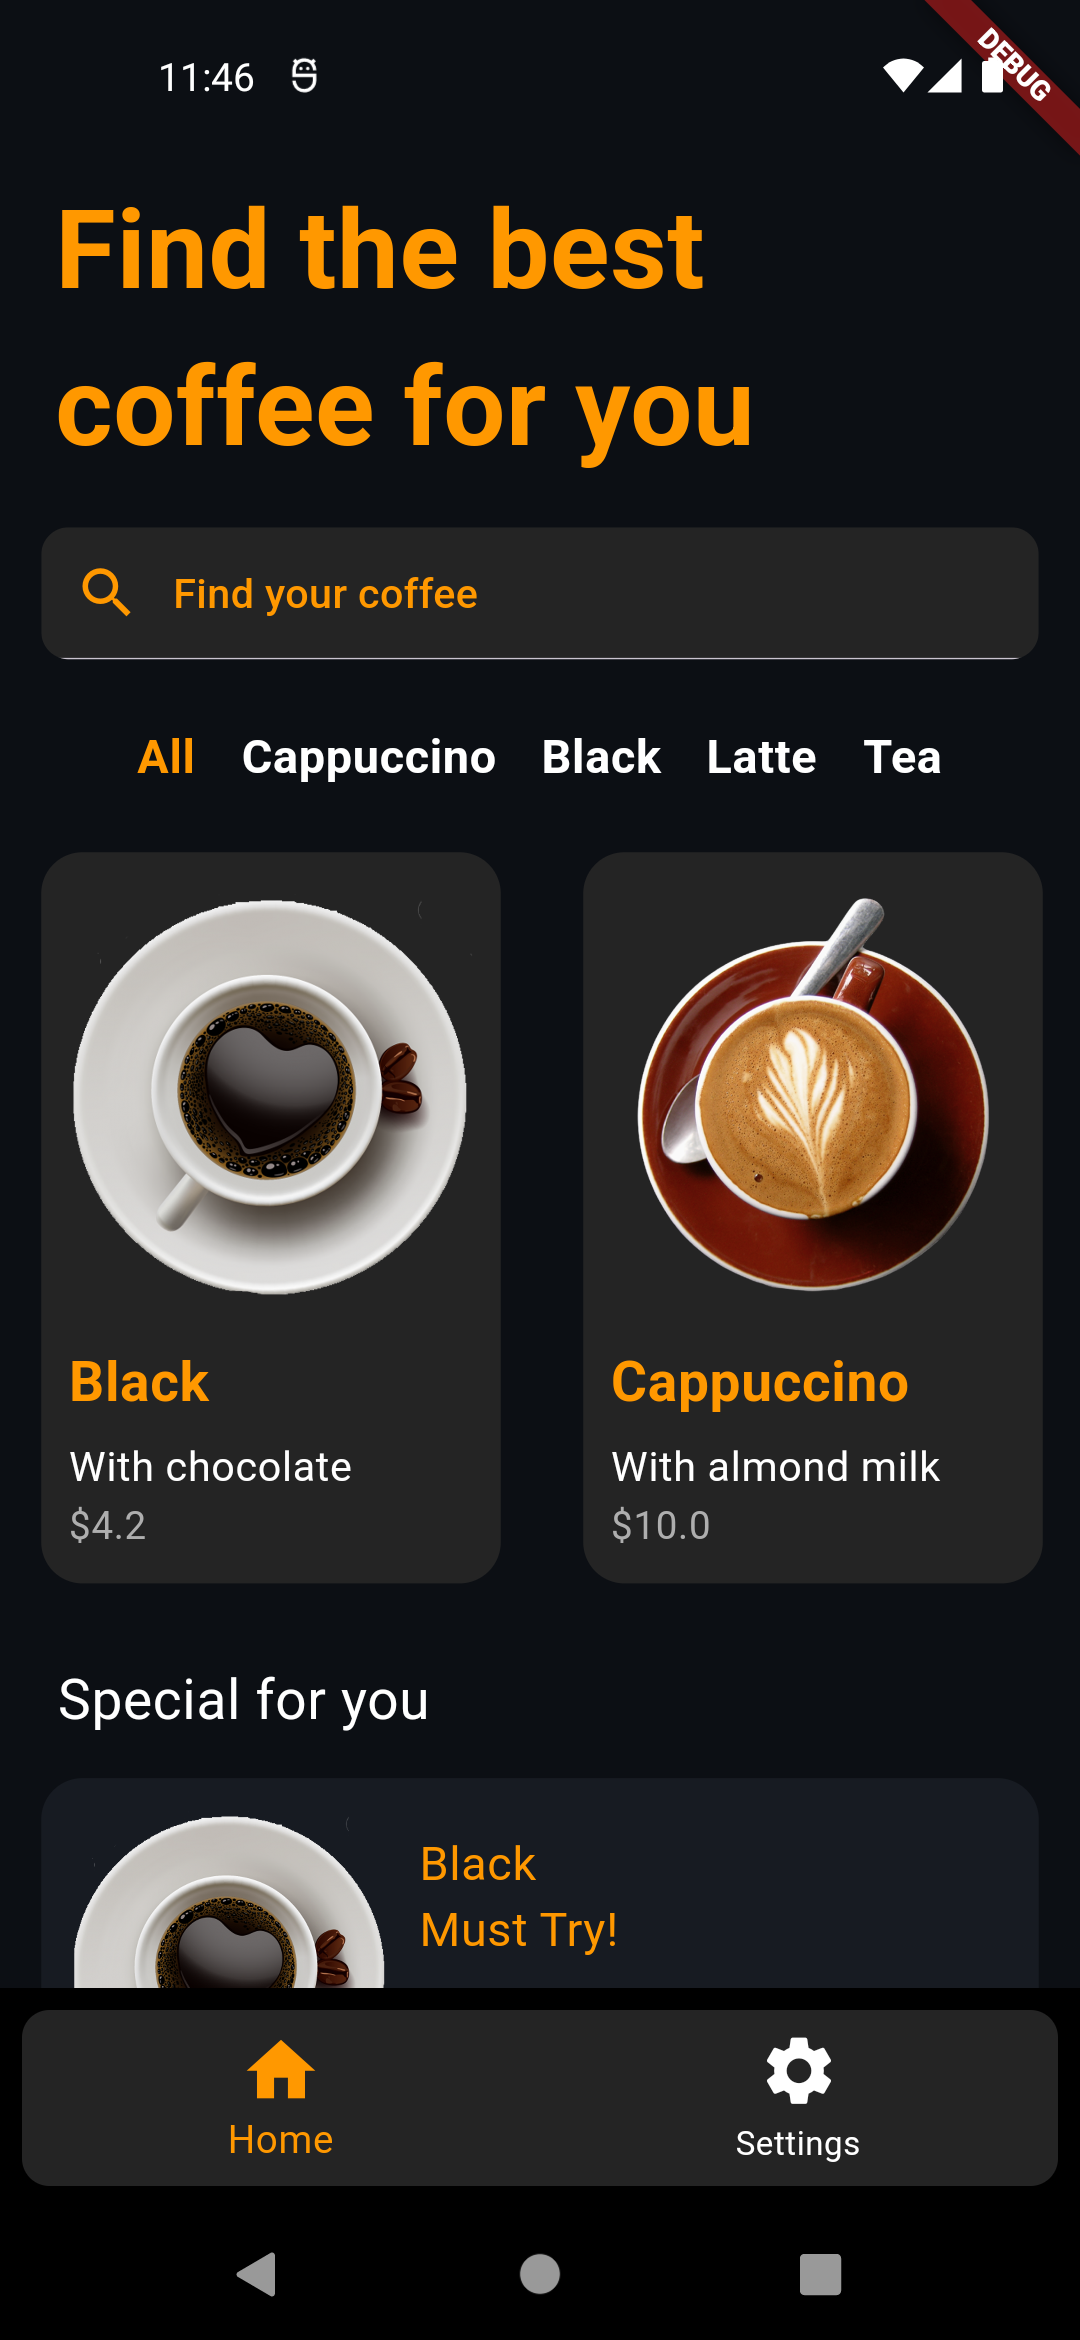 11:46
DEBUG
Find the best
coffee for you
Find your coffee
All Cappuccino Black Latte Tea
Black
With chocolate
$4.2
Cappuccino
With almond milk
$10.0
Special for you
Black
Must Try!
Home
Settings